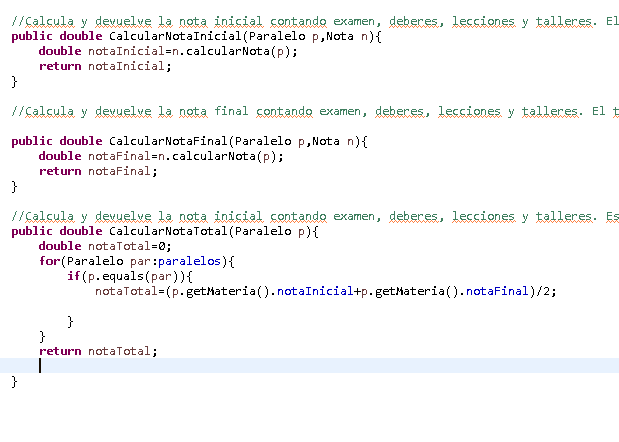 //Calcula y devuelve la nota inicial contando examen, deberes, lecciones y talleres. El
public double CalcularNotaInicial(Paralelo p,Nota n){
double notaInicial=n.calcularNota(p);
return notaInicial;
}
//Calcula y devuelve la nota final contando examen, deberes, lecciones y talleres. El t
public double CalcularNotaFinal(Paralelo p,Nota n){
double notaFinal=n.calcularNota(p);
return notaFinal;
}
//Calcula y devuelve la nota inicial contando examen, deberes, lecciones y talleres. Es
public double CalcularNotaTotal(Paralelo p){
double notaTotal=0;
for(Paralelo par:paralelos){
if(p.equals(par)){
notaTotal=(p.getMateria().notaInicial+p.getMateria().notaFinal)/2;
}
}
return notaTotal;
}